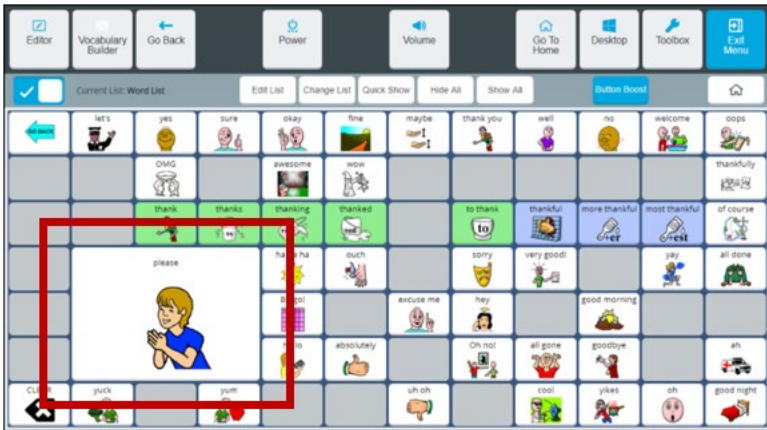 Editor
Vocabulary
Builder
Go Back
Power
Volume
Go To
Home
Desktop
Toolbox
Exit
Menu
Current List: Word List
Edit List
Change List
Quick Show
Hide All
Show All
Button Boost
GO BACK
let's
yes
sure
okay
fine
maybe
thank you
well
no
welcome
oops
OMG
awesome
wow
thankfully
thank
thanks
thanking
thanked
to thank
to
thankful
more thankful
+er
most thankful
+est
of course
please
ouch
sorry
very good!
yay
all done
excuse me
hey
good morning
absolutely
Oh no!
all gone
goodbye
ah
yuck
yum
uh oh
cool
yikes
oh
good night